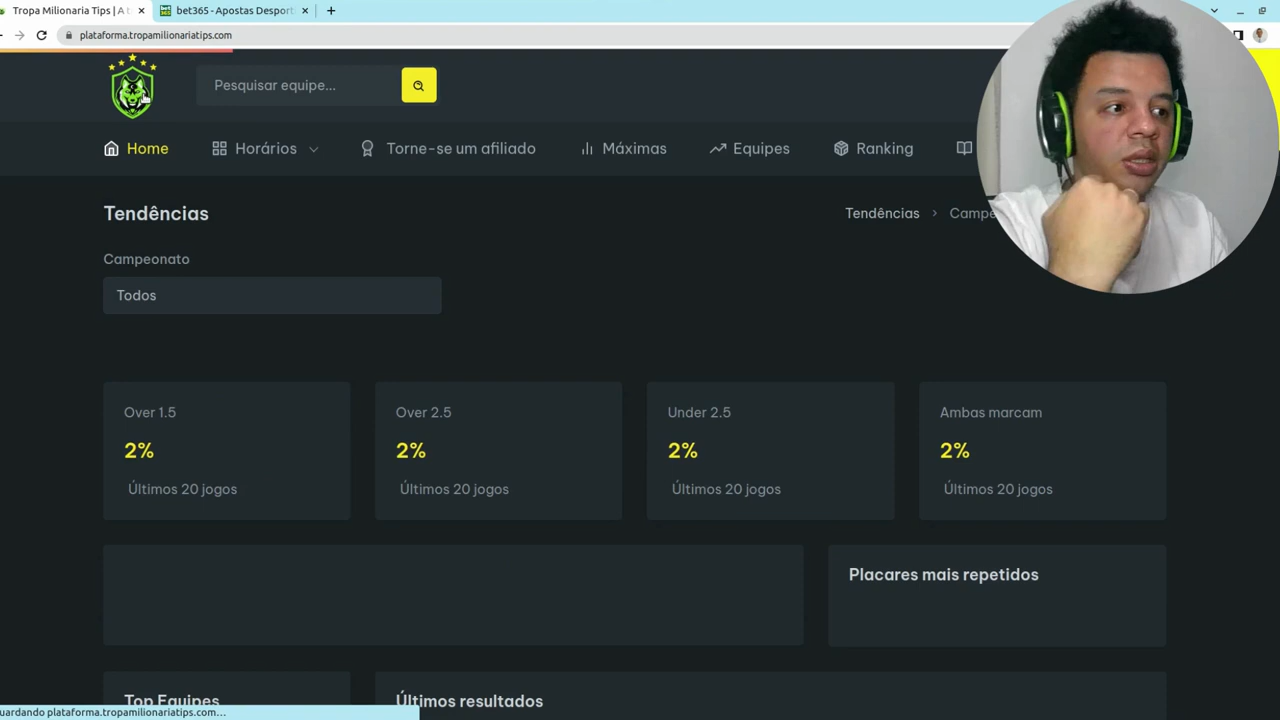 Tropa Milionaria Tips | A t
bet365 - Apostas Desport
plataforma.tropamilionariatips.com
Pesquisar equipe...
Home
Horários
Torne-se um afiliado
Máximas
Equipes
Ranking
Tendências
Tendências > Campe
Campeonato
Todos
Over 1.5
2%
Últimos 20 jogos
Over 2.5
2%
Últimos 20 jogos
Under 2.5
2%
Últimos 20 jogos
Ambas marcam
2%
Últimos 20 jogos
Placares mais repetidos
Top Equipes
Últimos resultados
uardando plataforma.tropamilionariatips.com...